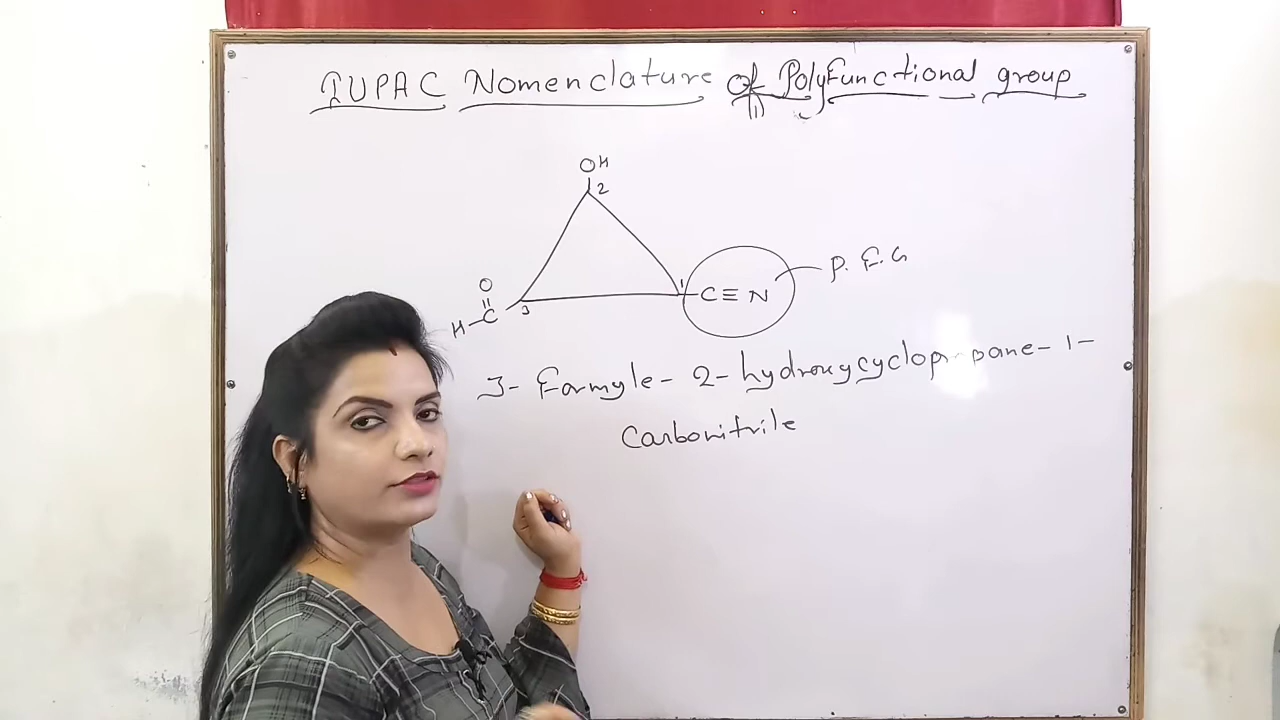 IUPAC Nomenclature of PolyFunctional group
OH
2
O
H-C
3
1
-C≡N
P.F.G
3- Formyle- 2-hydroxycyclopropane-1-
Carbonitrile